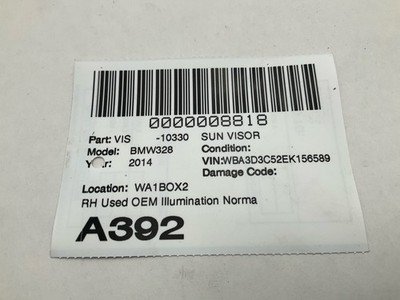 0000008818
Part: VIS -10330 SUN VISOR
Model: BMW328 Condition:
Year: 2014 VIN:WBA3D3C52EK156589
Damage Code:
Location: WA1BOX2
RH Used OEM Illumination Norma
A392